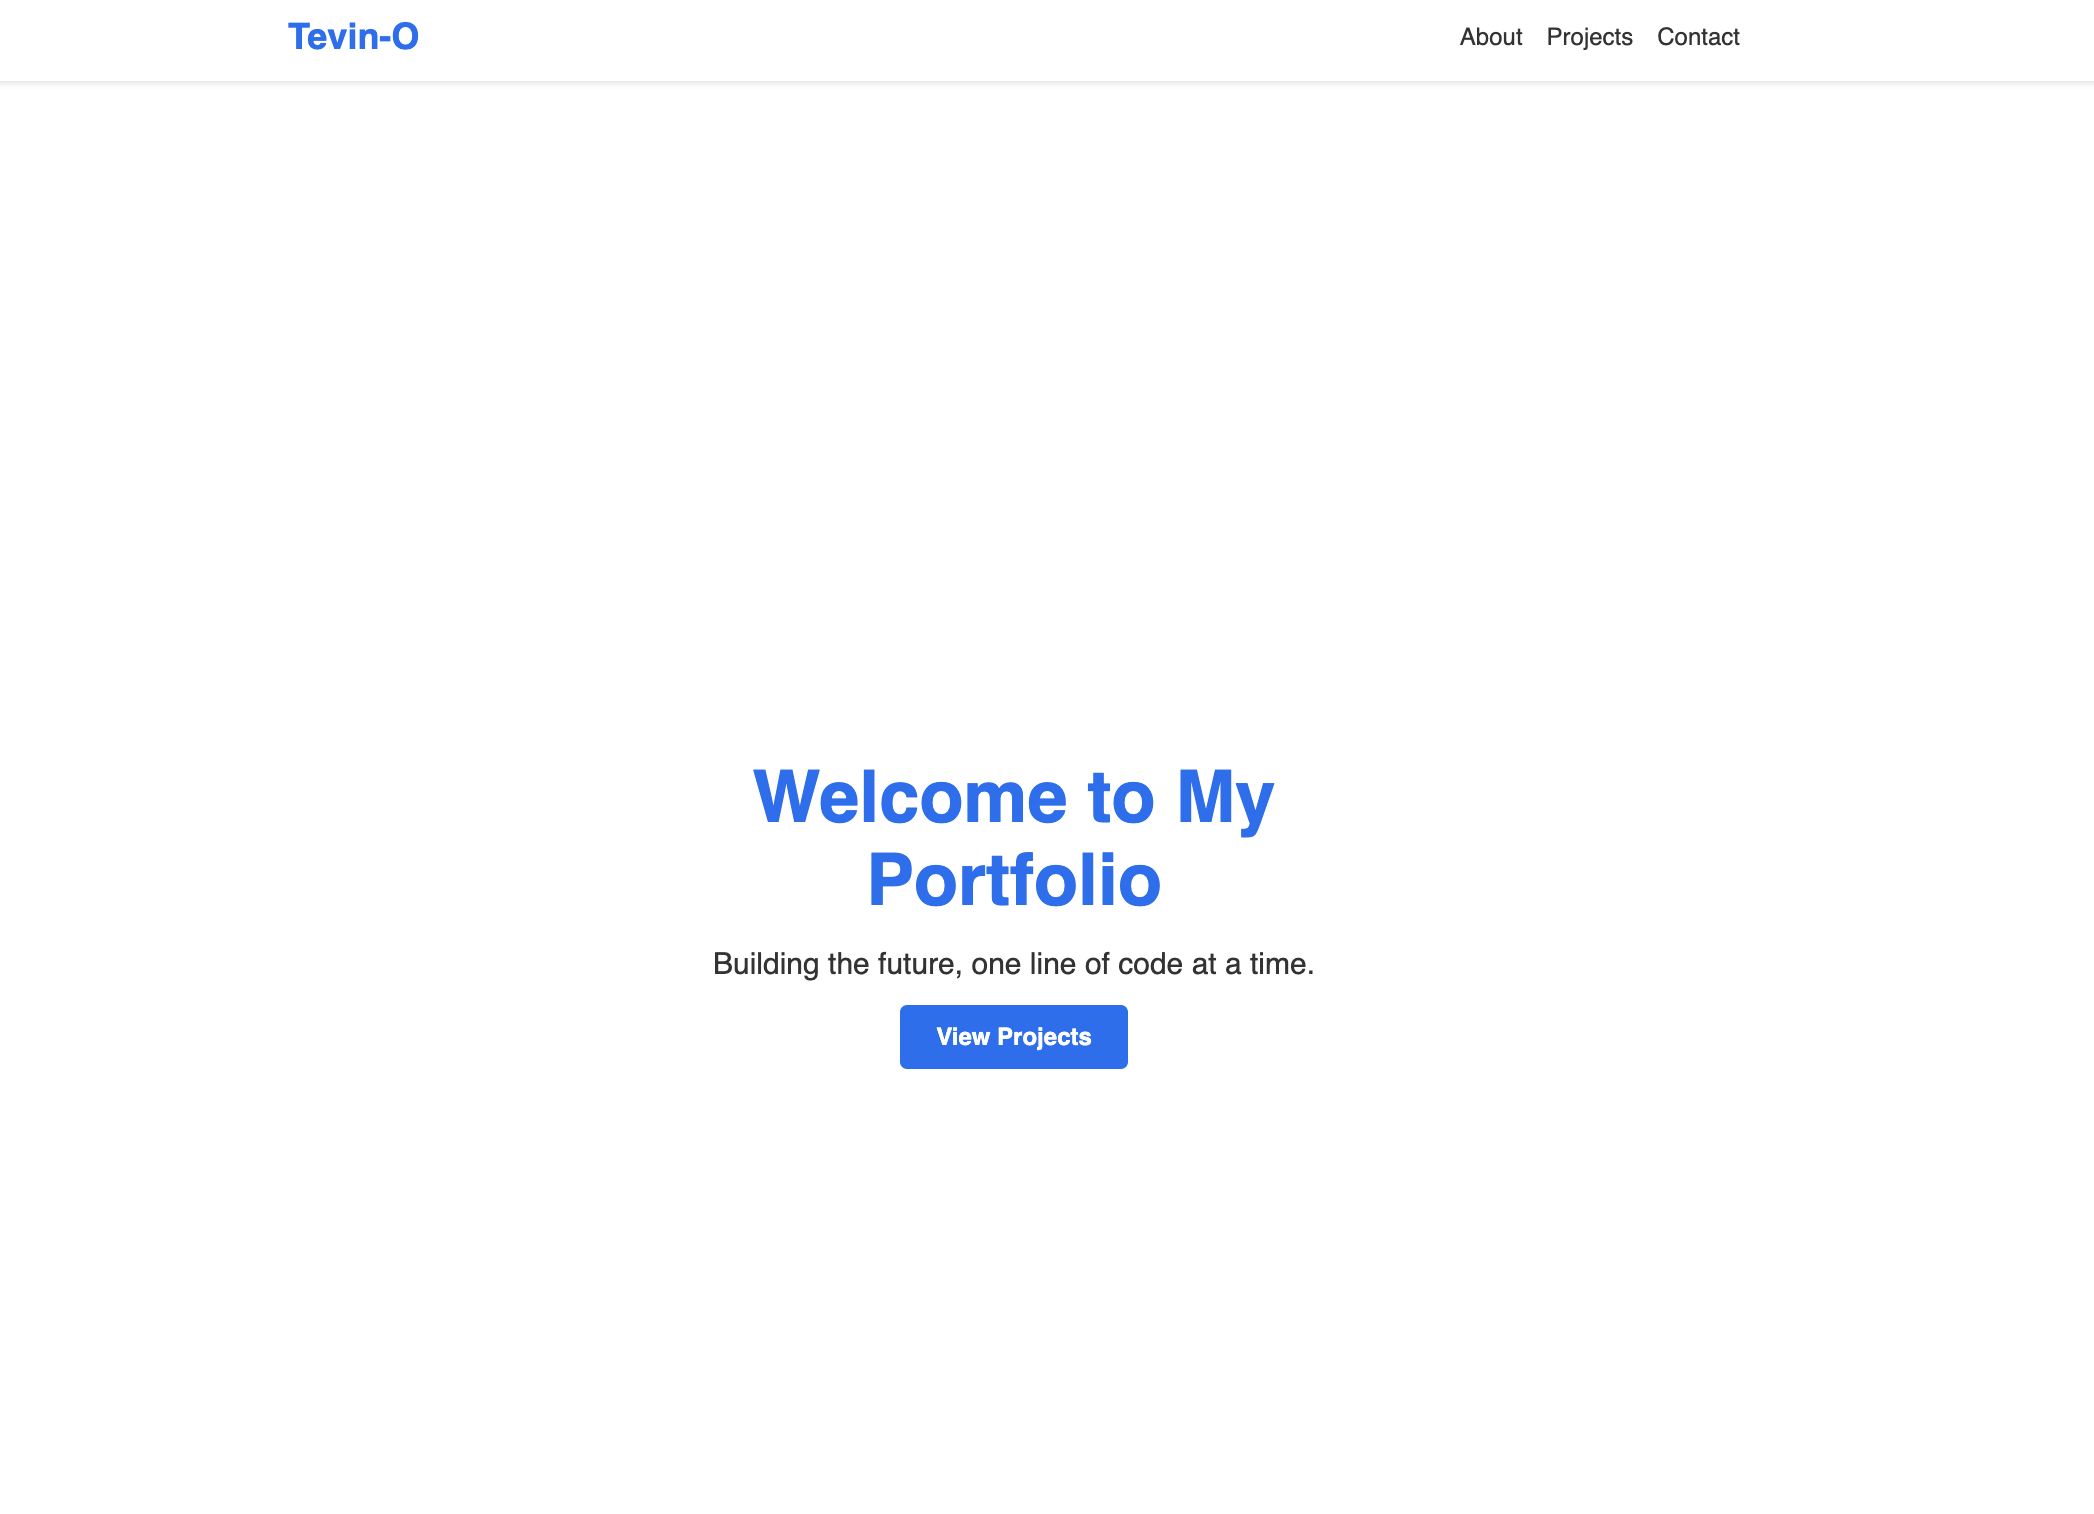 Tevin-O
About Projects Contact
Welcome to My
Portfolio
Building the future, one line of code at a time.
View Projects